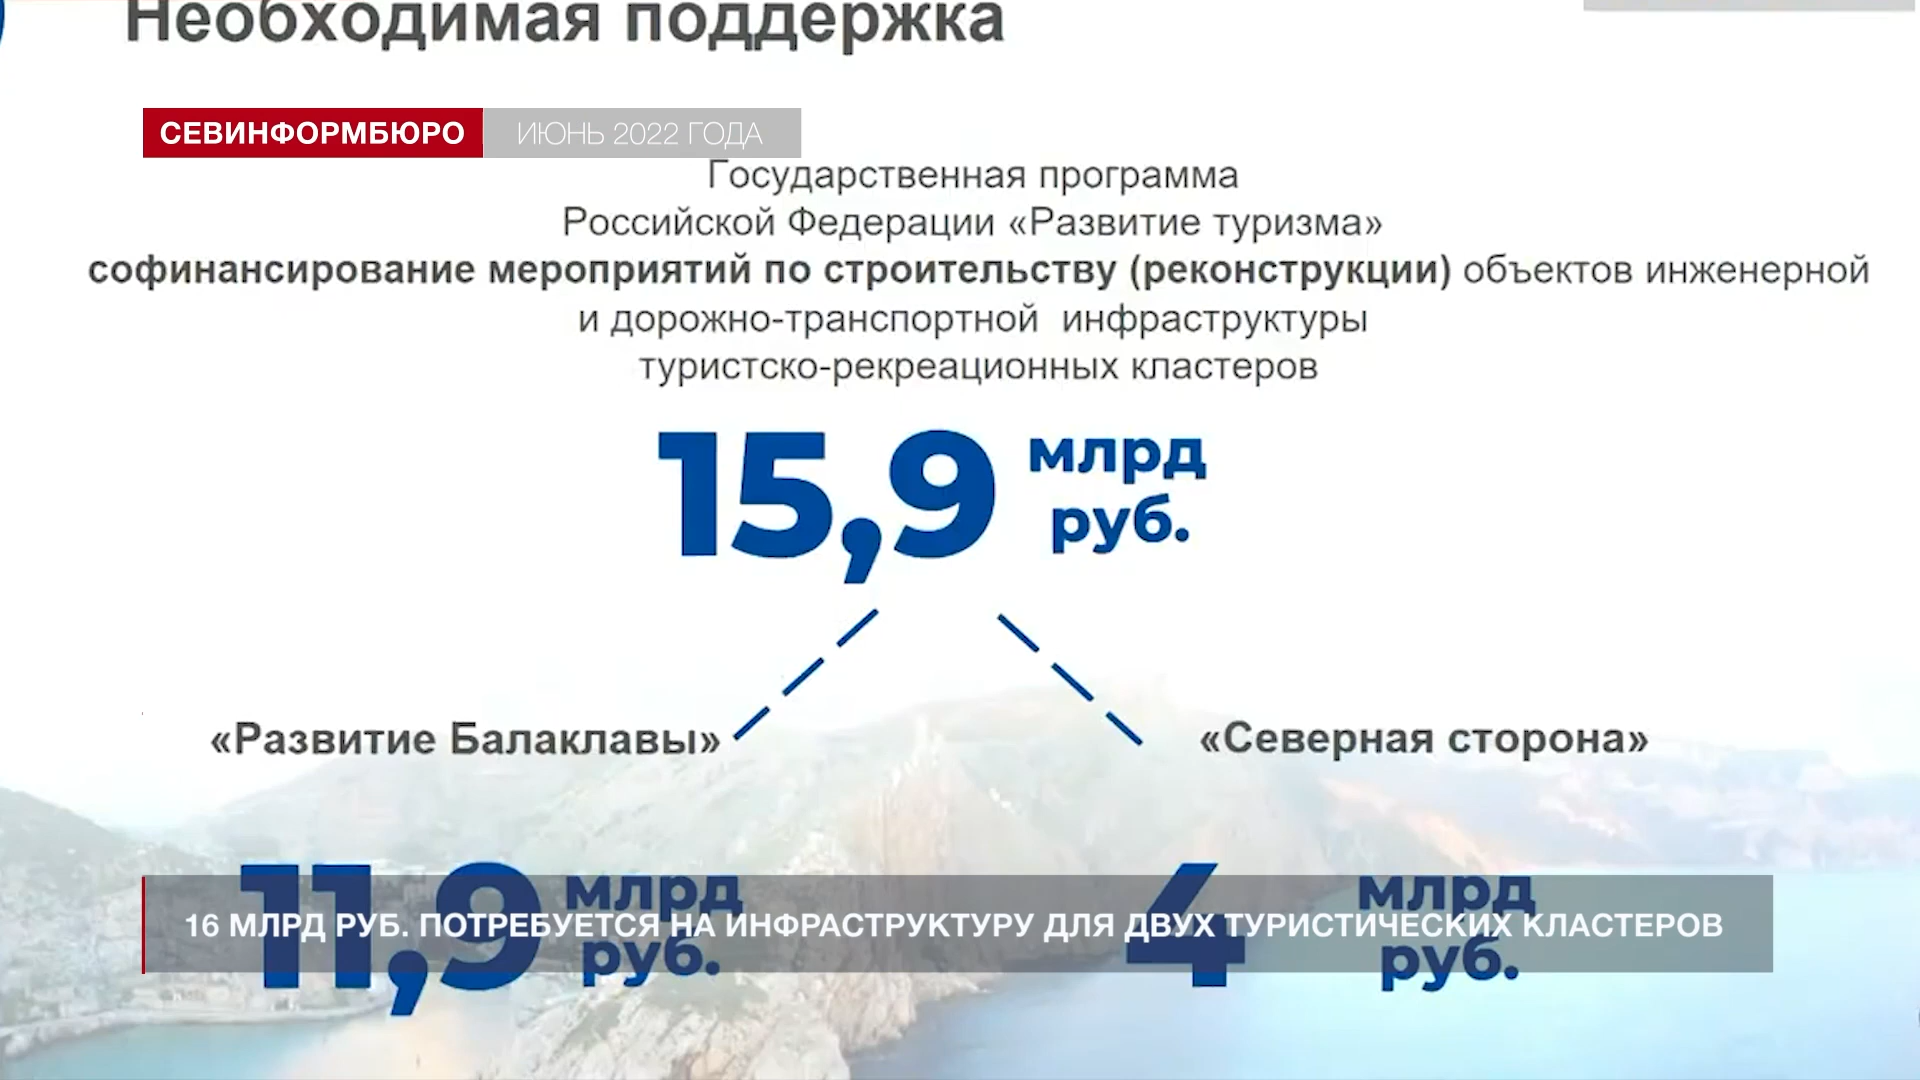 Необходимая поддержка
СЕВИНФОРМБЮРО
ИЮНЬ 2022 ГОДА
Государственная программа
Российской Федерации «Развитие туризма»
софинансирование мероприятий по строительству (реконструкции) объектов инженерной
и дорожно-транспортной инфраструктуры
туристско-рекреационных кластеров
15,9 млрд
руб.
«Развитие Балаклавы»
«Северная сторона»
11,9 млрд
руб.
4 млрд
руб.
16 МЛРД РУБ. ПОТРЕБУЕТСЯ НА ИНФРАСТРУКТУРУ ДЛЯ ДВУХ ТУРИСТИЧЕСКИХ КЛАСТЕРОВ